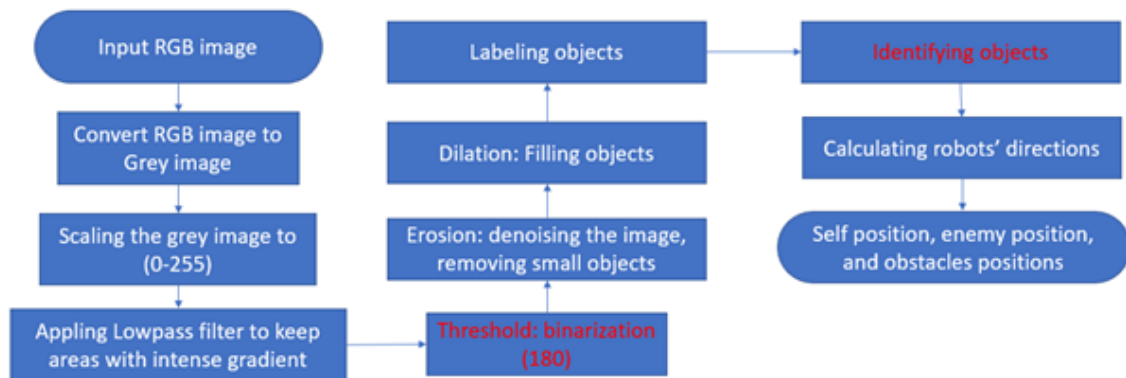 Input RGB image
Convert RGB image to
Grey image
Scaling the grey image to
(0-255)
Appling Lowpass filter to keep
areas with intense gradient
Threshold: binarization
(180)
Erosion: denoising the image,
removing small objects
Dilation: Filling objects
Labeling objects
Identifying objects
Calculating robots’ directions
Self position, enemy position,
and obstacles positions